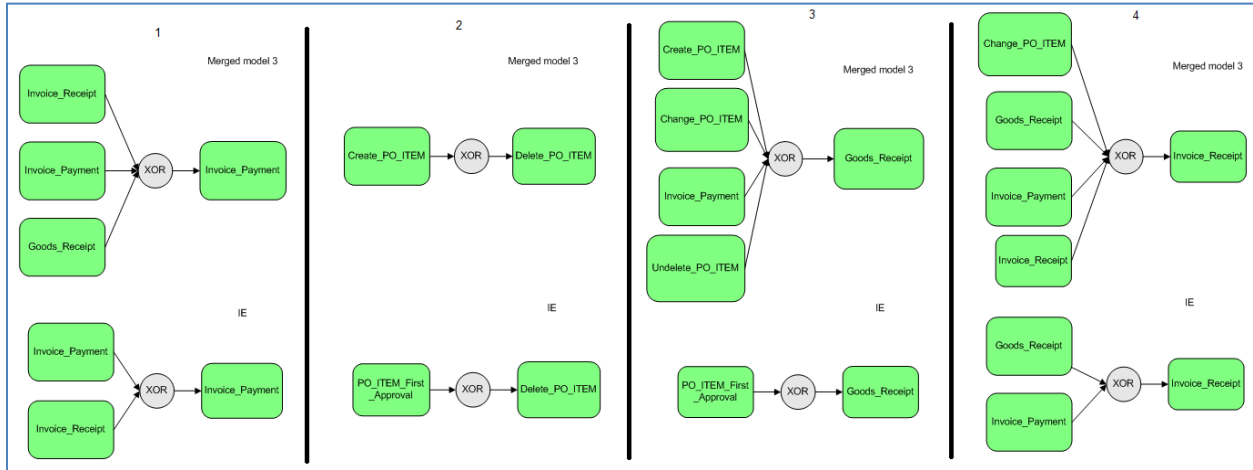 1
Merged model 3
Invoice_Receipt
Invoice_Payment
XOR
Invoice_Payment
Goods_Receipt
IE
Invoice_Payment
XOR
Invoice_Payment
Invoice_Receipt
2
Merged model 3
Create_PO_ITEM
XOR
Delete_PO_ITEM
IE
PO_ITEM_First
_Approval
XOR
Delete_PO_ITEM
3
Merged model 3
Create_PO_ITEM
Change_PO_ITEM
XOR
Goods_Receipt
Invoice_Payment
Undelete_PO_ITEM
IE
PO_ITEM_First
_Approval
XOR
Goods_Receipt
4
Merged model 3
Change_PO_ITEM
Goods_Receipt
XOR
Invoice_Receipt
Invoice_Payment
Invoice_Receipt
IE
Goods_Receipt
XOR
Invoice_Receipt
Invoice_Payment